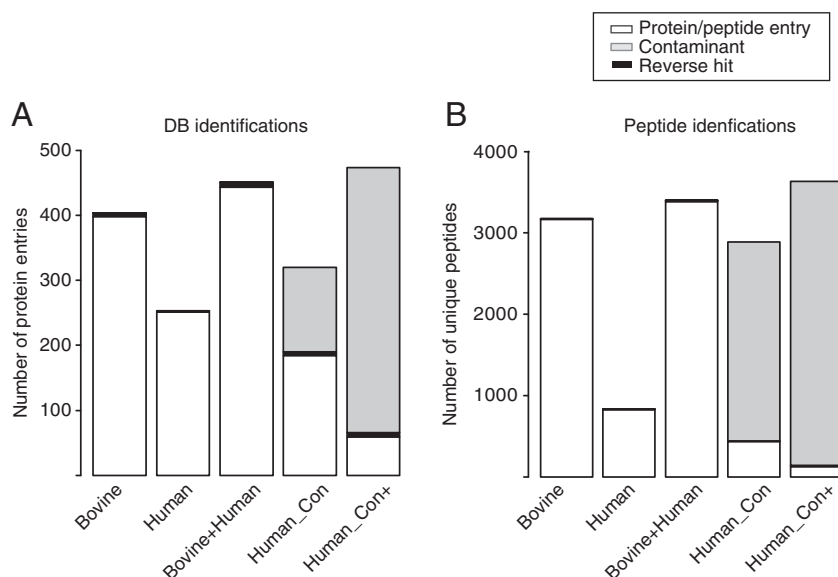 Protein/peptide entry
Contaminant
Reverse hit
A
DB identifications
Number of protein entries
500
400
300
200
100
Bovine
Human
Bovine+Human
Human_Con
Human_Con+
B
Peptide idenfications
Number of unique peptides
4000
3000
2000
1000
Bovine
Human
Bovine+Human
Human_Con
Human_Con+